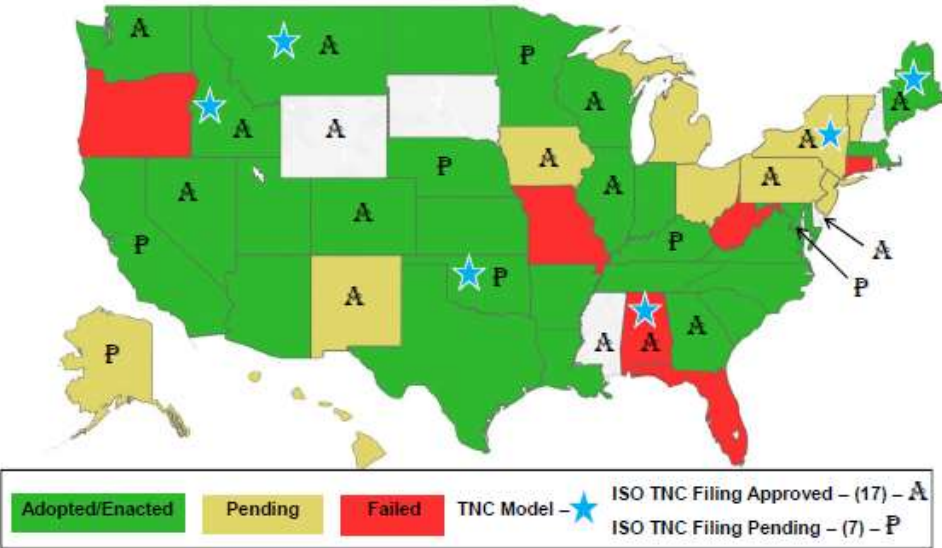 A
A
P
A
A
A
A
A
A
P
A
A
A
A
P
P
A
P
P
A
A
A
A
P
Adopted/Enacted
Pending
Failed
TNC Model –
ISO TNC Filing Approved – (17) – A
ISO TNC Filing Pending – (7) – P